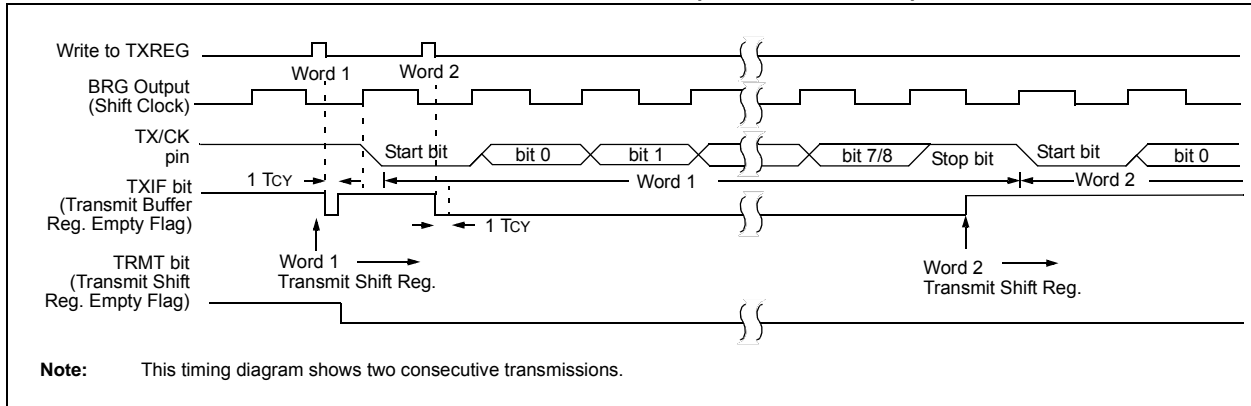 Write to TXREG
Word 1
Word 2
BRG Output
(Shift Clock)
TX/CK
pin
Start bit
bit 0
bit 1
bit 7/8
Stop bit
Start bit
bit 0
1 TCY
Word 1
Word 2
TXIF bit
(Transmit Buffer
Reg. Empty Flag)
1 TCY
Word 1
Transmit Shift Reg.
Word 2
Transmit Shift Reg.
TRMT bit
(Transmit Shift
Reg. Empty Flag)
Note: This timing diagram shows two consecutive transmissions.